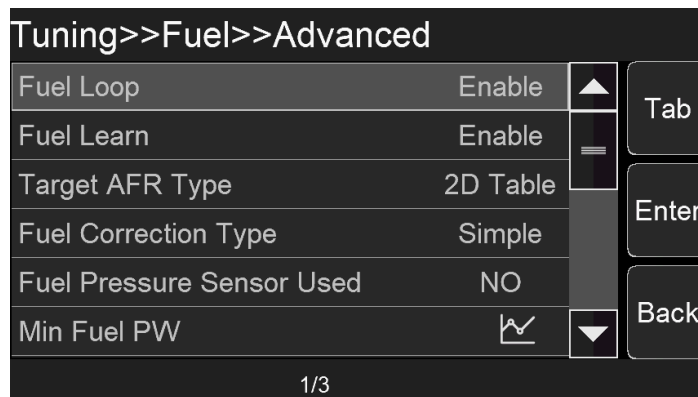 Tuning>>Fuel>>Advanced
Fuel Loop Enable
Fuel Learn Enable
Target AFR Type 2D Table
Fuel Correction Type Simple
Fuel Pressure Sensor Used NO
Min Fuel PW
Tab
Enter
Back
1/3